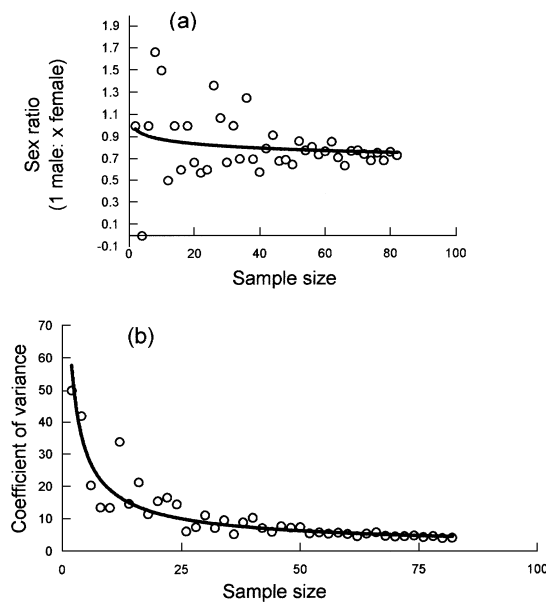 (a)
1.9
1.7
1.5
1.3
1.1
0.9
0.7
0.5
0.3
0.1
-0.1
Sex ratio
(1 male: x female)
0 20 40 60 80 100
Sample size
(b)
70
60
50
40
30
20
10
0
Coefficient of variance
0 25 50 75 100
Sample size